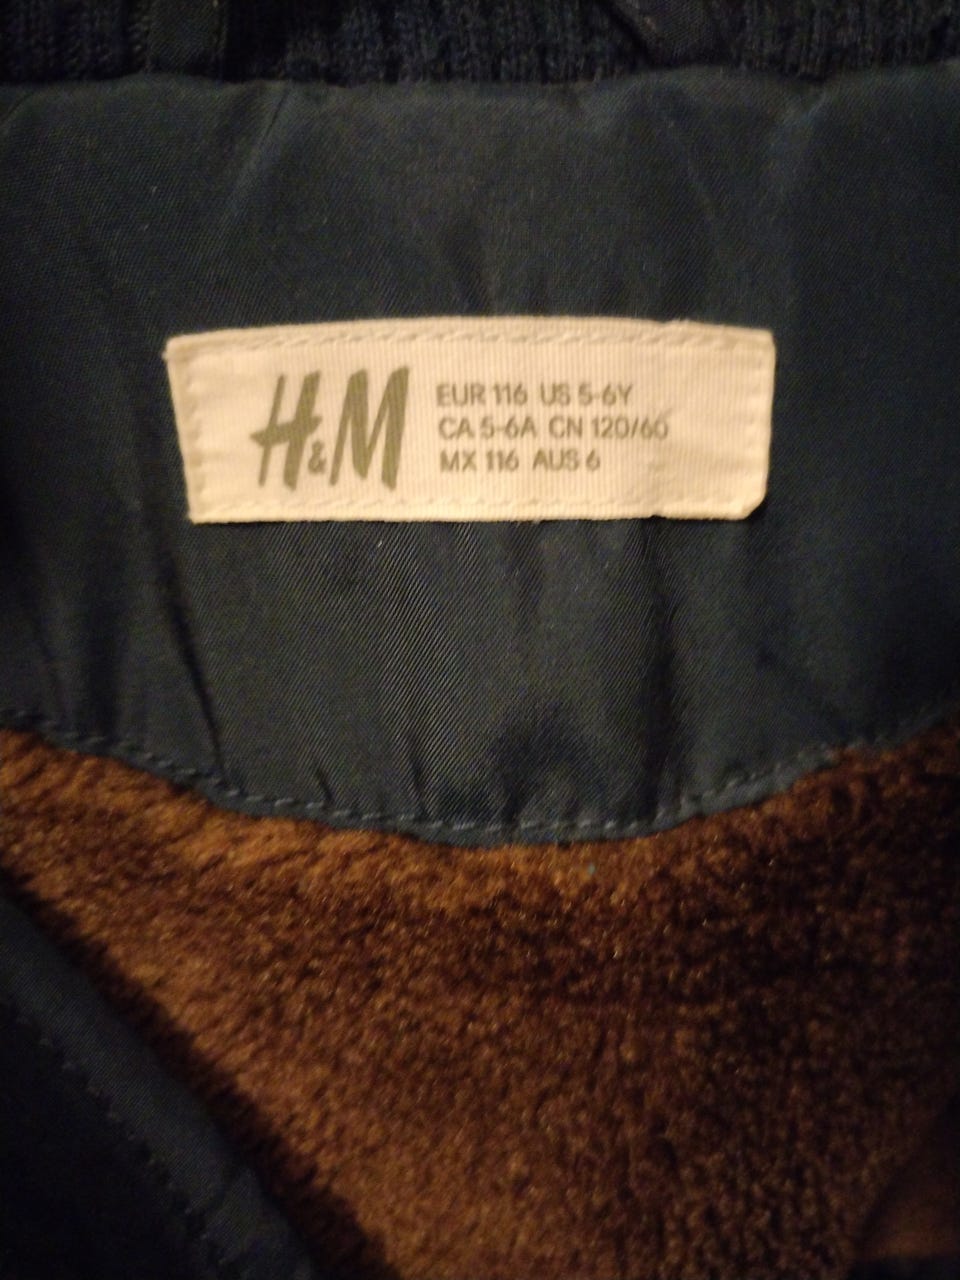 H&M
EUR 116 US 5-6Y
CA 5-6A CN 120/60
MX 116 AUS 6